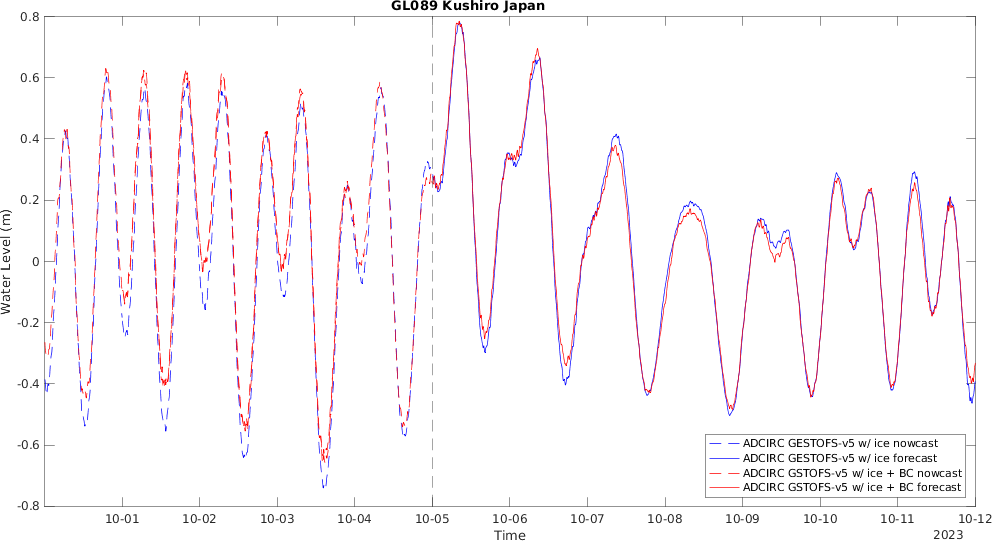 GL089 Kushiro Japan
0.8
0.6
0.4
0.2
0
-0.2
-0.4
-0.6
-0.8
Water Level (m)
ADCIRC GESTOFS-v5 w/ ice nowcast
ADCIRC GESTOFS-v5 w/ ice forecast
ADCIRC GSTOFS-v5 w/ ice + BC nowcast
ADCIRC GSTOFS-v5 w/ ice + BC forecast
10-01 10-02 10-03 10-04 10-05 10-06 10-07 10-08 10-09 10-10 10-11 10-12
Time
2023